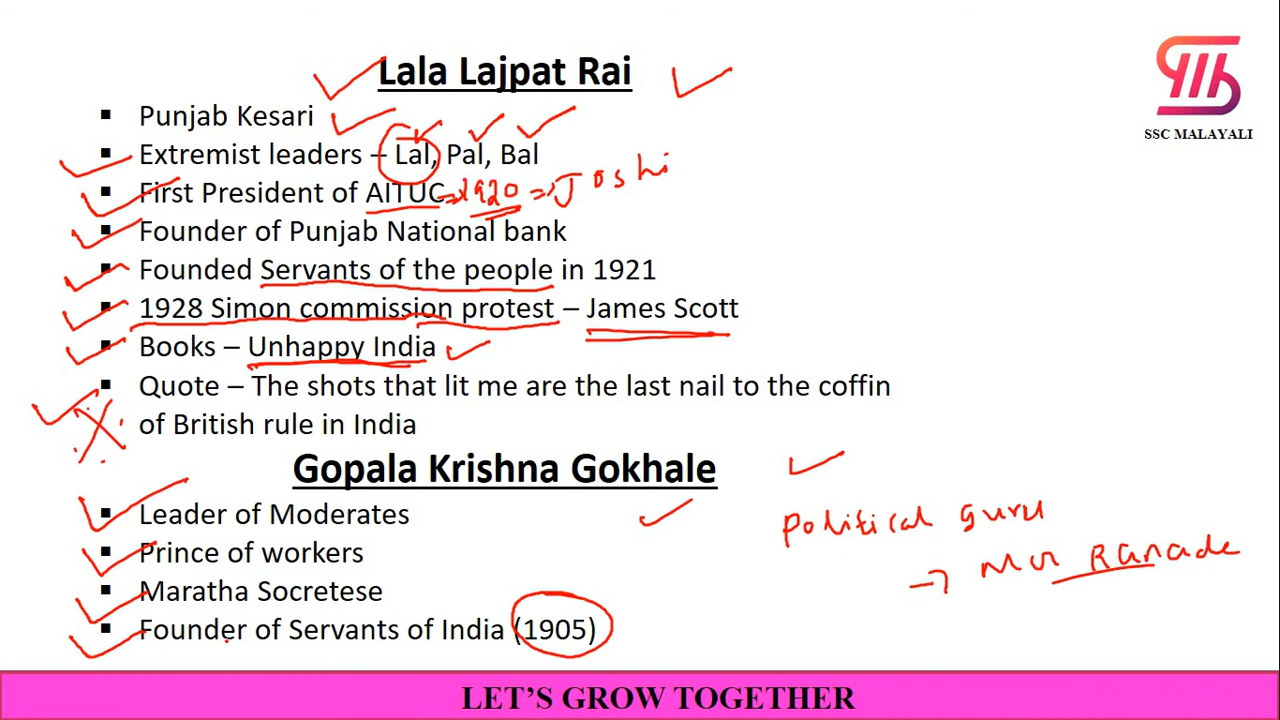 Lala Lajpat Rai
SSC MALAYALI
▪ Punjab Kesari
▪ Extremist leaders – Lal, Pal, Bal
▪ First President of AITUC = 1920 => Joshi
▪ Founder of Punjab National bank
▪ Founded Servants of the people in 1921
▪ 1928 Simon commission protest – James Scott
▪ Books – Unhappy India
▪ Quote – The shots that lit me are the last nail to the coffin
of British rule in India
Gopala Krishna Gokhale
▪ Leader of Moderates
Political guru
▪ Prince of workers
→ Ranade
▪ Maratha Socretese
▪ Founder of Servants of India (1905)
LET'S GROW TOGETHER